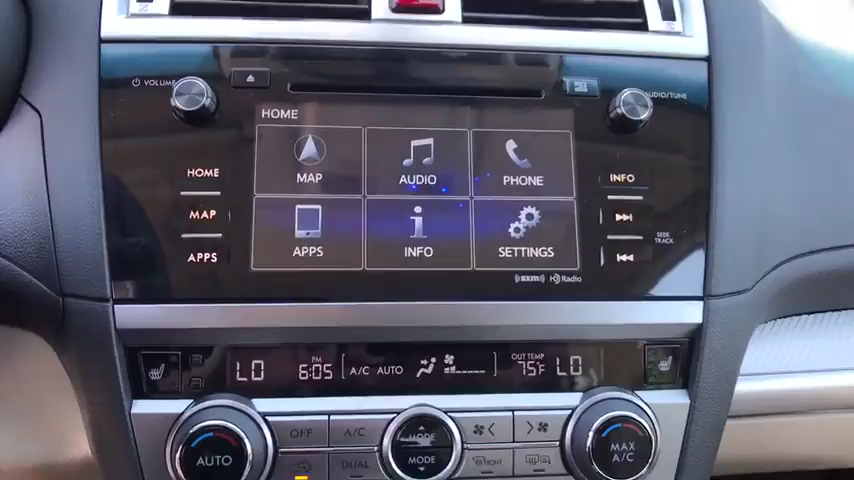 VOLUME
AUDIO/TUNE
HOME
MAP
AUDIO
PHONE
APPS
INFO
SETTINGS
((SXM)) HD Radio
HOME
MAP
APPS
INFO
SEEK
TRACK
LO
PM
6:05
A/C AUTO
OUT TEMP
75°F
LO
AUTO
OFF
A/C
MODE
MODE
DUAL
FRONT
MAX
A/C